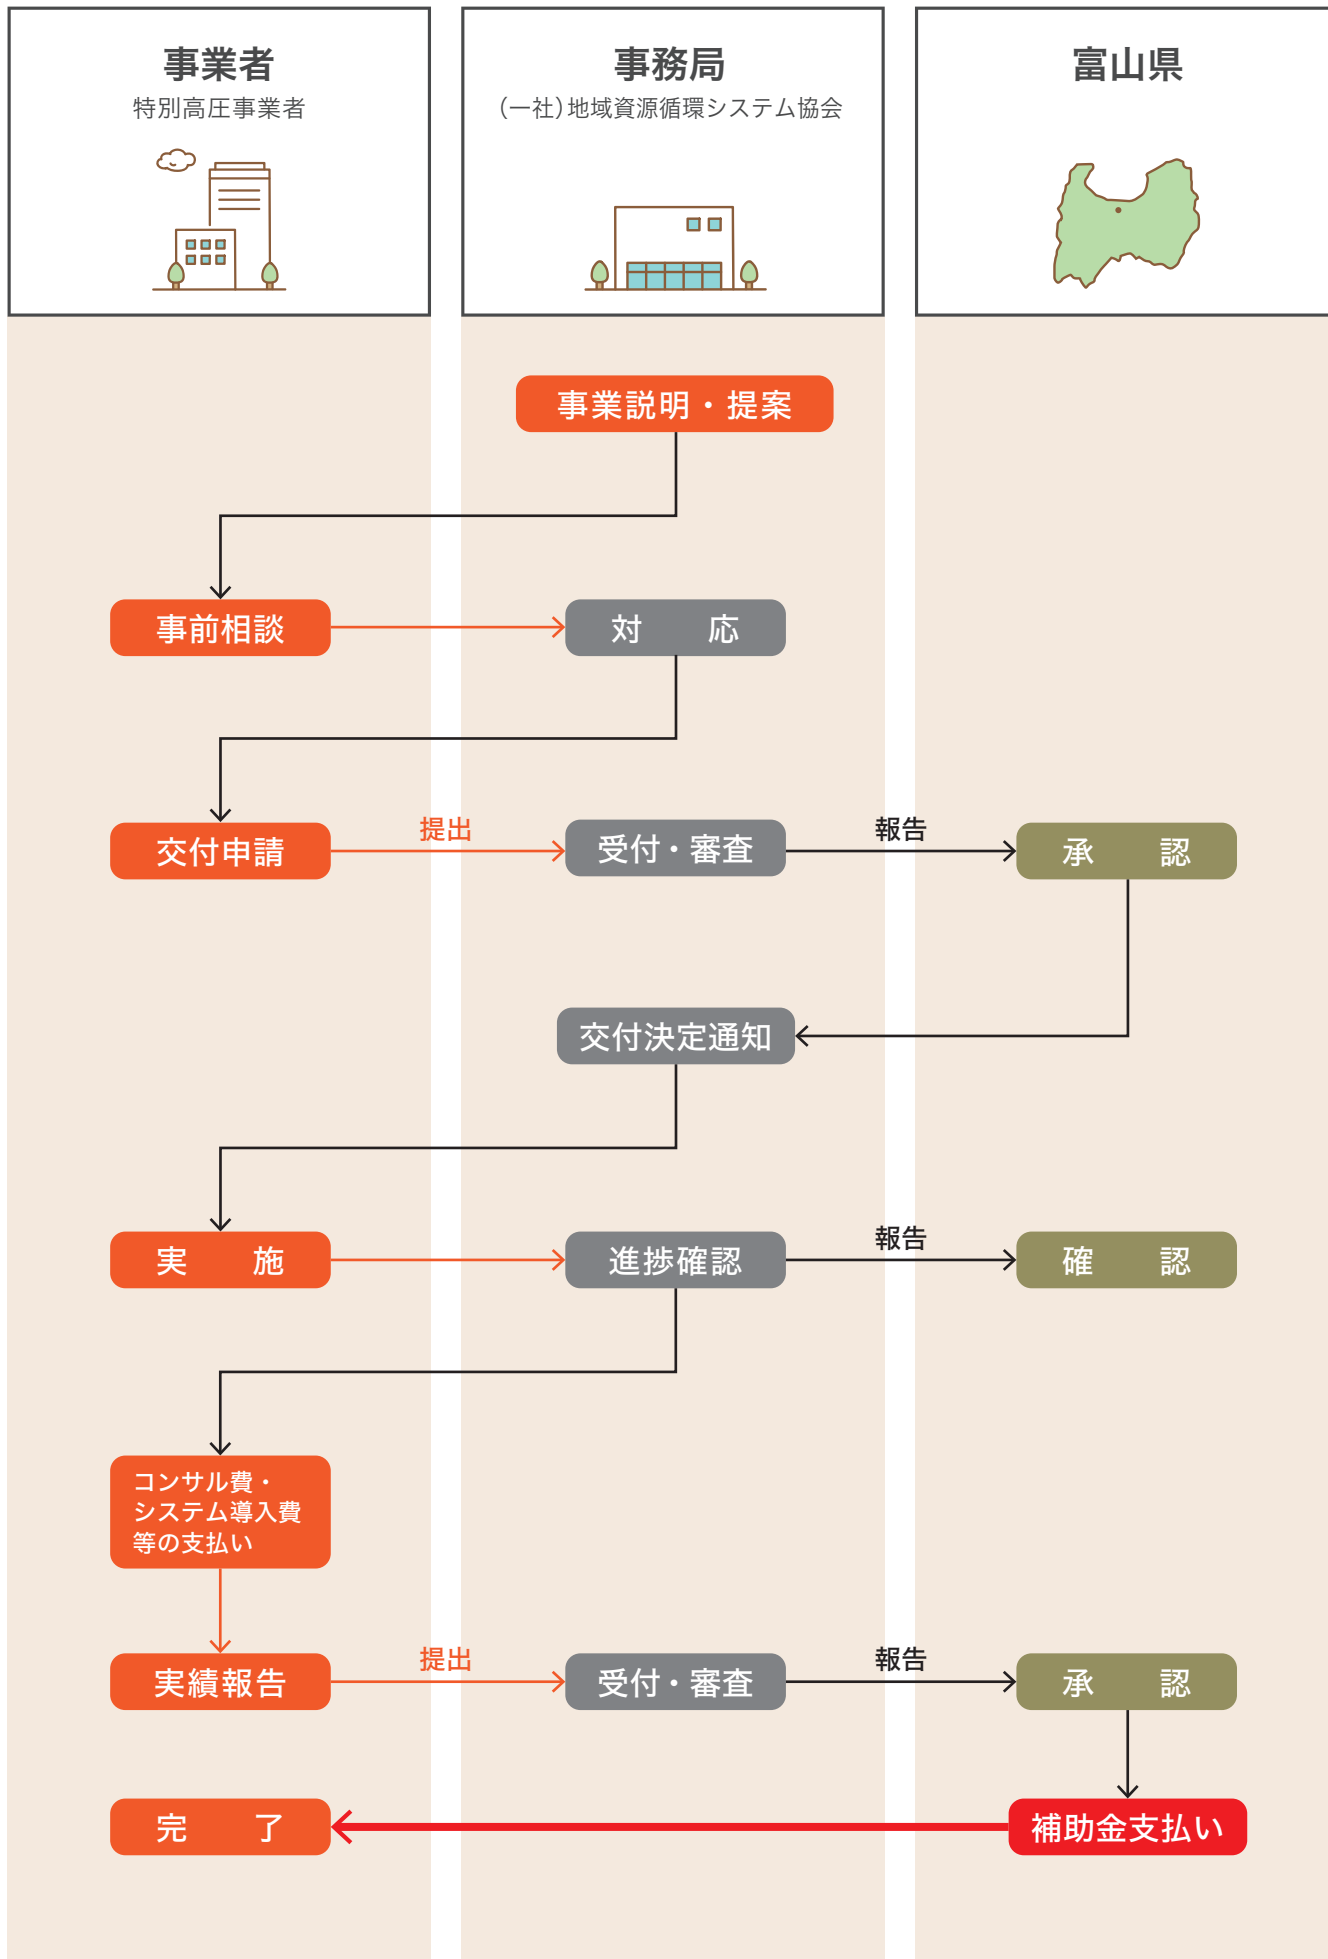 事業者
特別高圧事業者
事務局
（一社）地域資源循環システム協会
富山県
事業説明・提案
事前相談
対　　応
交付申請
提出
受付・審査
報告
承　　認
交付決定通知
実　　施
進捗確認
報告
確　　認
コンサル費・
システム導入費
等の支払い
実績報告
提出
受付・審査
報告
承　　認
完　　了
補助金支払い